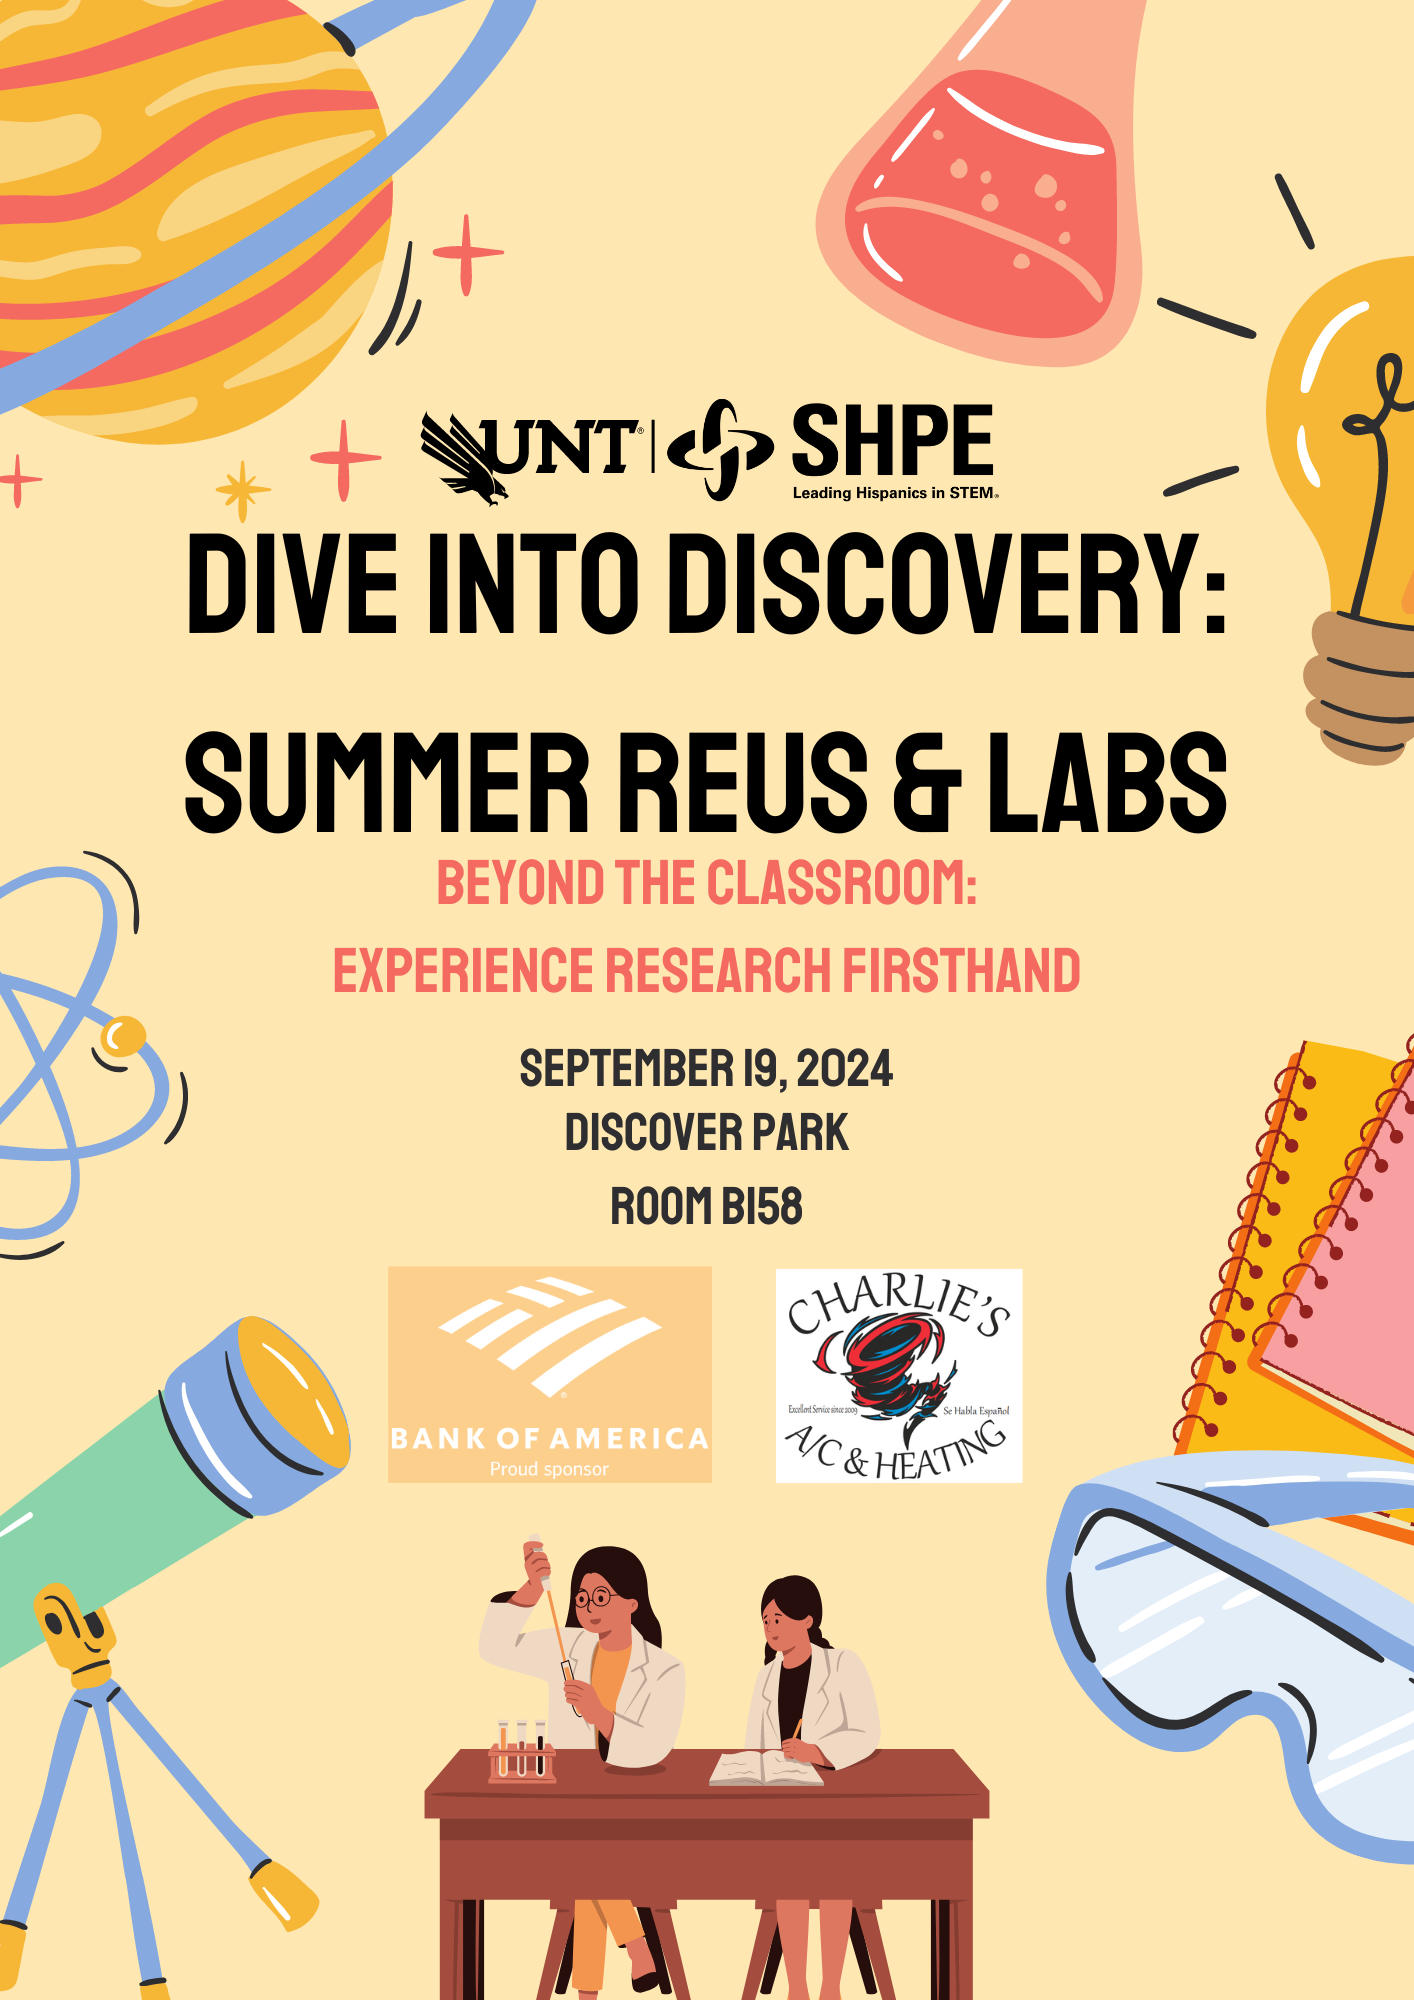 UNT® | SHPE
Leading Hispanics in STEM®
DIVE INTO DISCOVERY:
SUMMER REUS & LABS
BEYOND THE CLASSROOM:
EXPERIENCE RESEARCH FIRSTHAND
SEPTEMBER 19, 2024
DISCOVER PARK
ROOM B158
BANK OF AMERICA®
Proud sponsor
CHARLIE'S
Excellent Service since 2009
Se Habla Español
A/C & HEATING